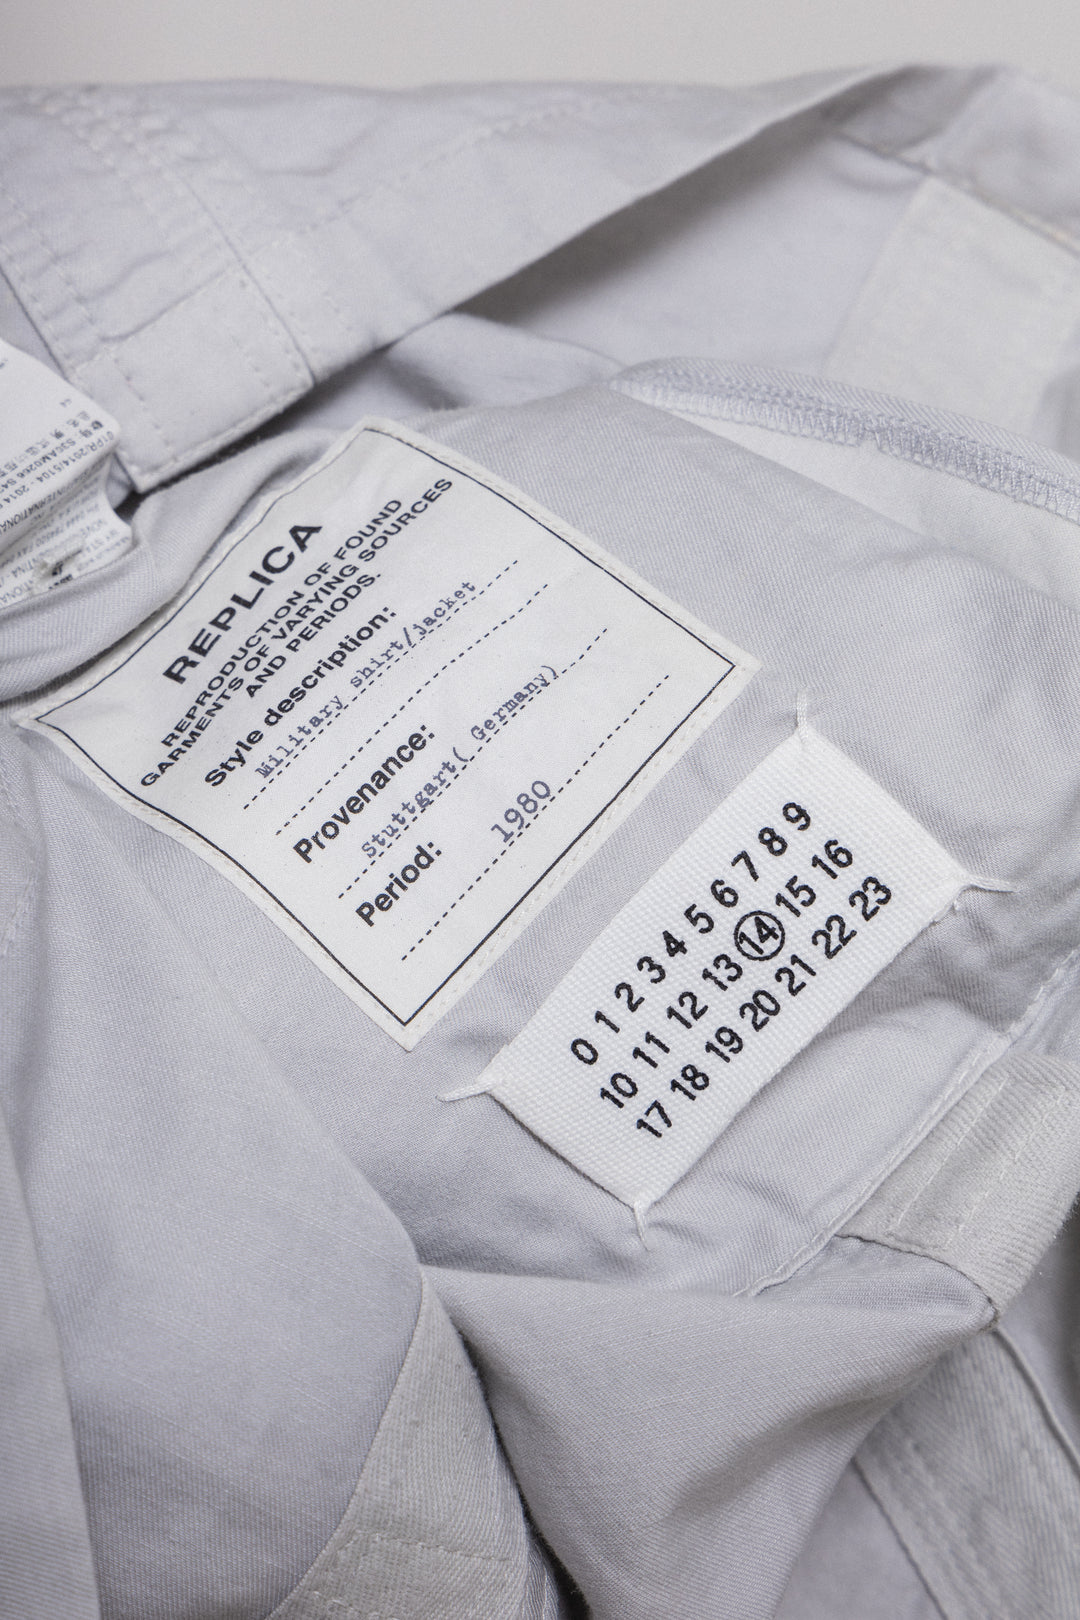 REPLICA
REPRODUCTION OF FOUND
GARMENTS OF VARYING SOURCES
AND PERIODS.
Style description:
Military shirt/jacket
Provenance:
Stuttgart( Germany)
Period:
1980
0 1 2 3 4 5 6 7 8 9
10 11 12 13 14 15 16
17 18 19 20 21 22 23
44